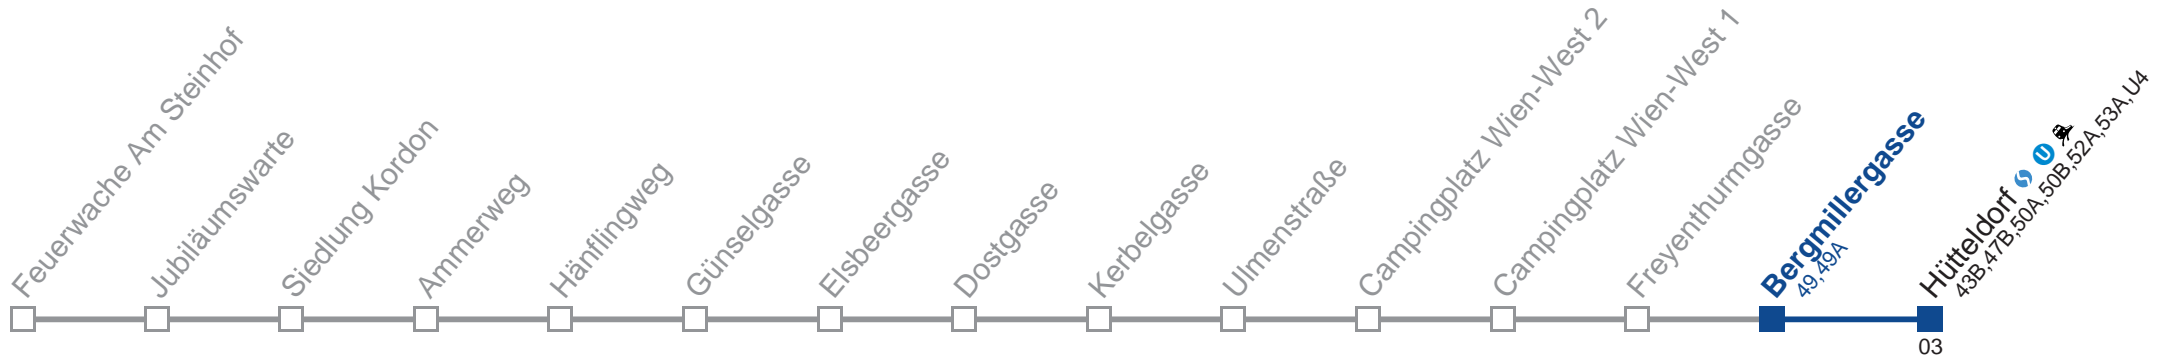 Feuerwache Am Steinhof
Jubiläumswarte
Siedlung Kordon
Ammerweg
Hänflingweg
Günselgasse
Elsbeergasse
Dostgasse
Kerbelgasse
Ulmenstraße
Campingplatz Wien-West 2
Campingplatz Wien-West 1
Freyenthurmgasse
Bergmillergasse
49,49A
Hütteldorf S U
43B,47B,50A,50B,52A,53A,U4
03